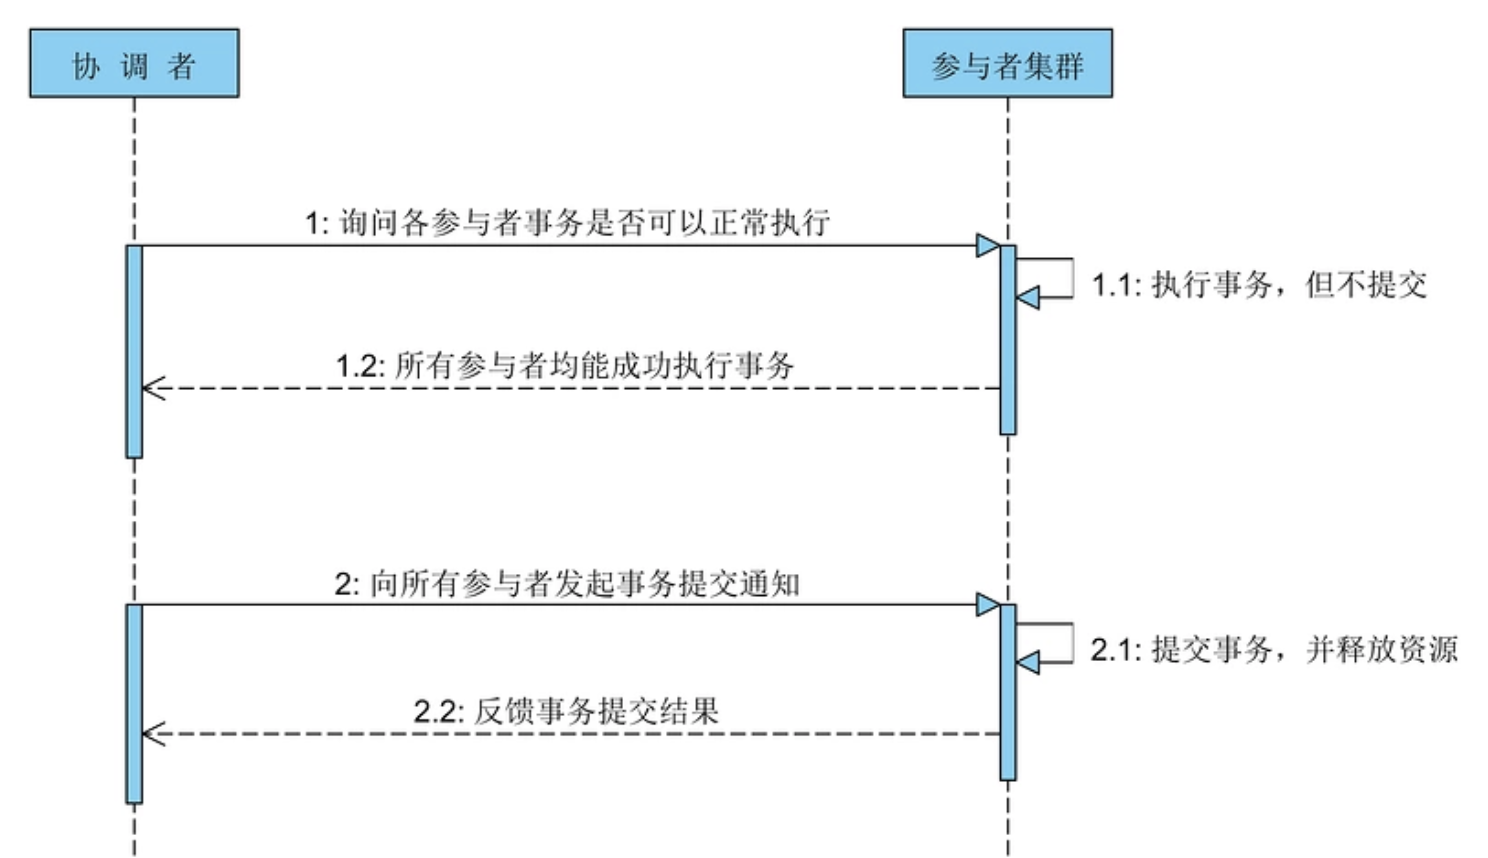 协 调 者
参与者集群
1: 询问各参与者事务是否可以正常执行
1.1: 执行事务，但不提交
1.2: 所有参与者均能成功执行事务
2: 向所有参与者发起事务提交通知
2.1: 提交事务，并释放资源
2.2: 反馈事务提交结果